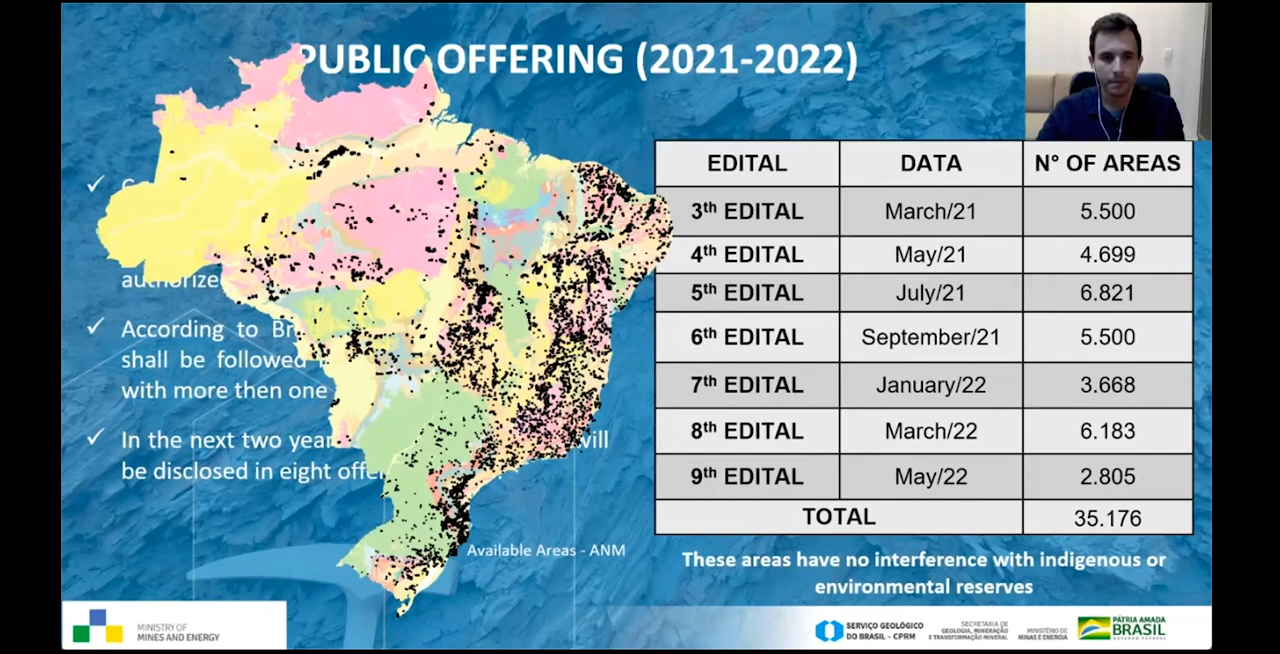 PUBLIC OFFERING (2021-2022)
EDITAL DATA N° OF AREAS
3th EDITAL March/21 5.500
4th EDITAL May/21 4.699
5th EDITAL July/21 6.821
6th EDITAL September/21 5.500
7th EDITAL January/22 3.668
8th EDITAL March/22 6.183
9th EDITAL May/22 2.805
TOTAL 35.176
These areas have no interference with indigenous or
environmental reserves
✓ According to
shall be followed
with more then one
✓ In the next two
be disclosed in eight
Available Areas - ANM
MINISTRY OF
MINES AND ENERGY
SERVIÇO GEOLÓGICO
DO BRASIL - CPRM
SECRETARIA DE
GEOLOGIA, MINERAÇÃO
E TRANSFORMAÇÃO MINERAL
MINISTÉRIO DE
MINAS E ENERGIA
PÁTRIA AMADA
BRASIL
GOVERNO FEDERAL